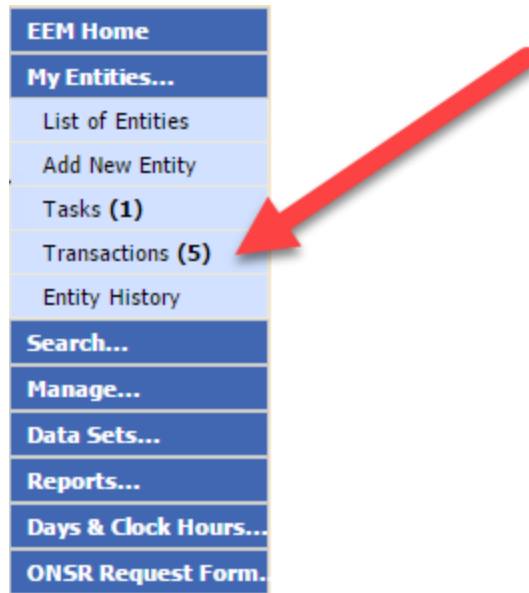 EEM Home
My Entities...
List of Entities
Add New Entity
Tasks (1)
Transactions (5)
Entity History
Search...
Manage...
Data Sets...
Reports...
Days & Clock Hours...
ONSR Request Form..